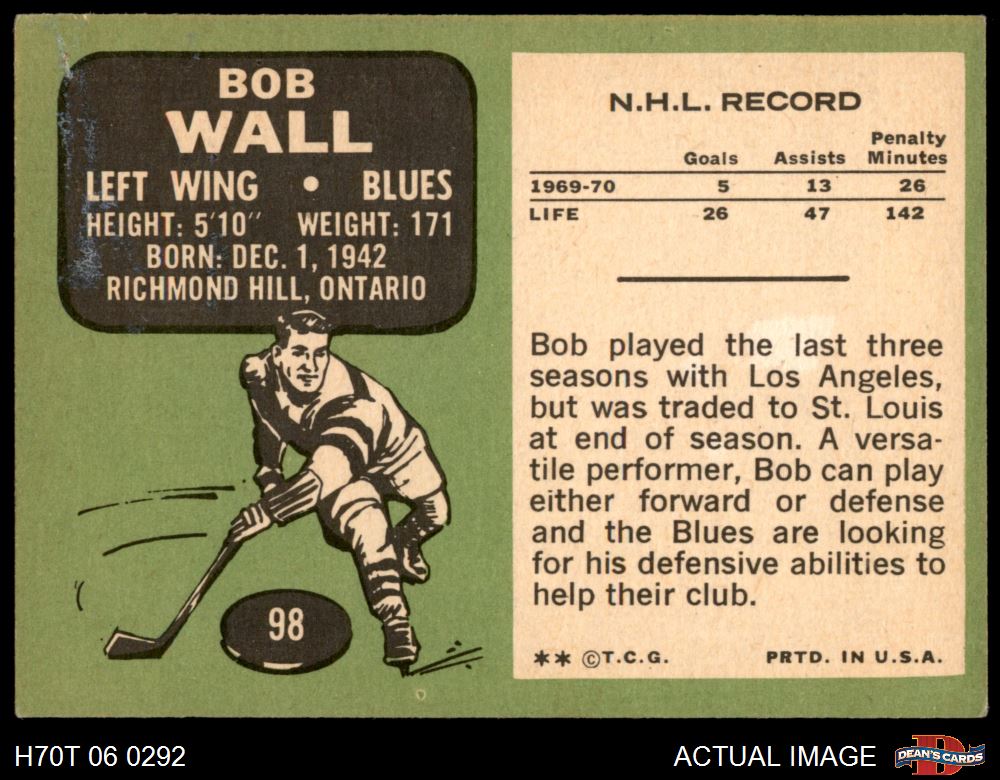 BOB
WALL
LEFT WING • BLUES
HEIGHT: 5'10" WEIGHT: 171
BORN: DEC. 1, 1942
RICHMOND HILL, ONTARIO
98
N.H.L. RECORD
Goals Assists Penalty Minutes
1969-70 5 13 26
LIFE 26 47 142
Bob played the last three
seasons with Los Angeles,
but was traded to St. Louis
at end of season. A versa-
tile performer, Bob can play
either forward or defense
and the Blues are looking
for his defensive abilities to
help their club.
** ©T.C.G. PRTD. IN U.S.A.
H70T 06 0292
ACTUAL IMAGE
D
DEAN'S CARDS